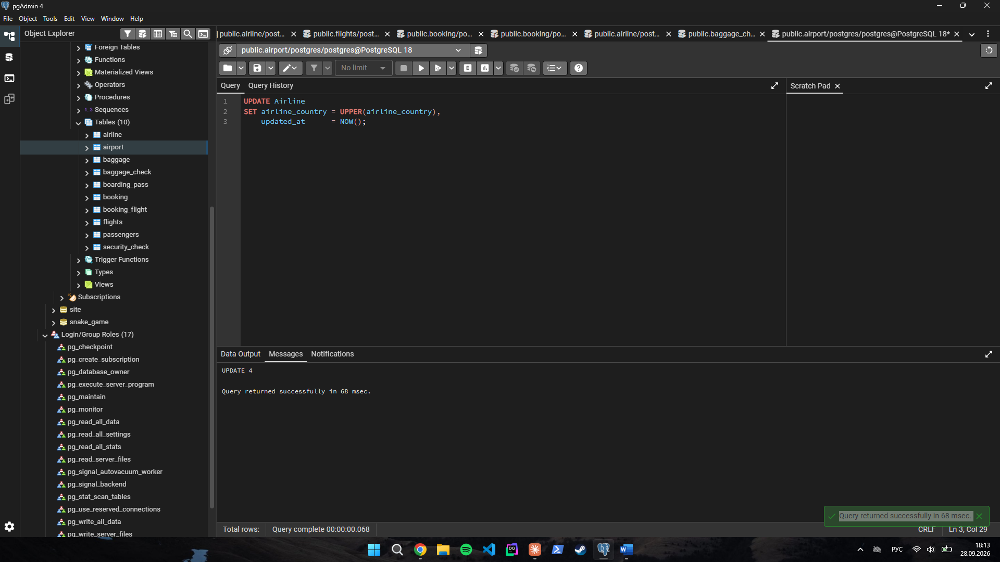 pgAdmin 4
File Object Tools Edit View Window Help
Object Explorer
Foreign Tables
Functions
Materialized Views
Operators
Procedures
1..3 Sequences
Tables (10)
airline
airport
baggage
baggage_check
boarding_pass
booking
booking_flight
flights
passengers
security_check
Trigger Functions
Types
Views
Subscriptions
site
snake_game
Login/Group Roles (17)
pg_checkpoint
pg_create_subscription
pg_database_owner
pg_execute_server_program
pg_maintain
pg_monitor
pg_read_all_data
pg_read_all_settings
pg_read_all_stats
pg_read_server_files
pg_signal_autovacuum_worker
pg_signal_backend
pg_stat_scan_tables
pg_use_reserved_connections
pg_write_all_data
pg_write_server_files
public.airline/post... public.flights/post... public.booking/po... public.booking/po... public.airline/post... public.baggage_ch... public.airport/postgres/postgres@PostgreSQL 18*
public.airport/postgres/postgres@PostgreSQL 18
No limit
E
Query Query History
Scratch Pad
1 UPDATE Airline
2 SET airline_country = UPPER(airline_country),
3 updated_at = NOW();
Data Output Messages Notifications
UPDATE 4
Query returned successfully in 68 msec.
Query returned successfully in 68 msec.
Total rows: Query complete 00:00:00.068
CRLF Ln 3, Col 29
DG
РУС
18:13
28.09.2026